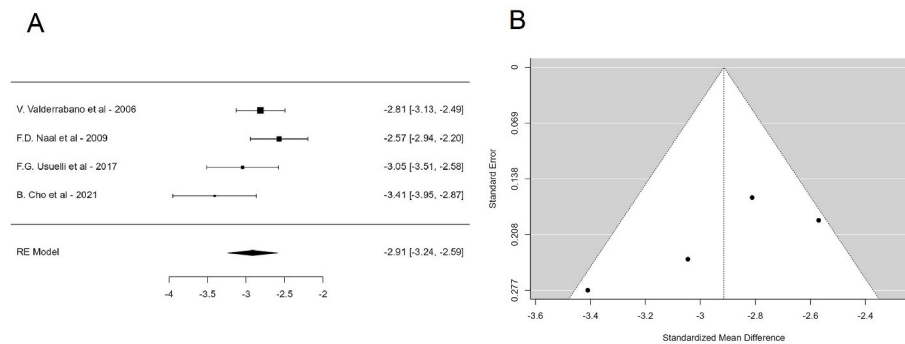 A
V. Valderrabano et al - 2006 -2.81 [-3.13, -2.49]
F.D. Naal et al - 2009 -2.57 [-2.94, -2.20]
F.G. Usuelli et al - 2017 -3.05 [-3.51, -2.58]
B. Cho et al - 2021 -3.41 [-3.95, -2.87]
RE Model -2.91 [-3.24, -2.59]
-4 -3.5 -3 -2.5 -2
B
Standard Error
0
0.069
0.138
0.208
0.277
-3.6 -3.4 -3.2 -3 -2.8 -2.6 -2.4
Standardized Mean Difference